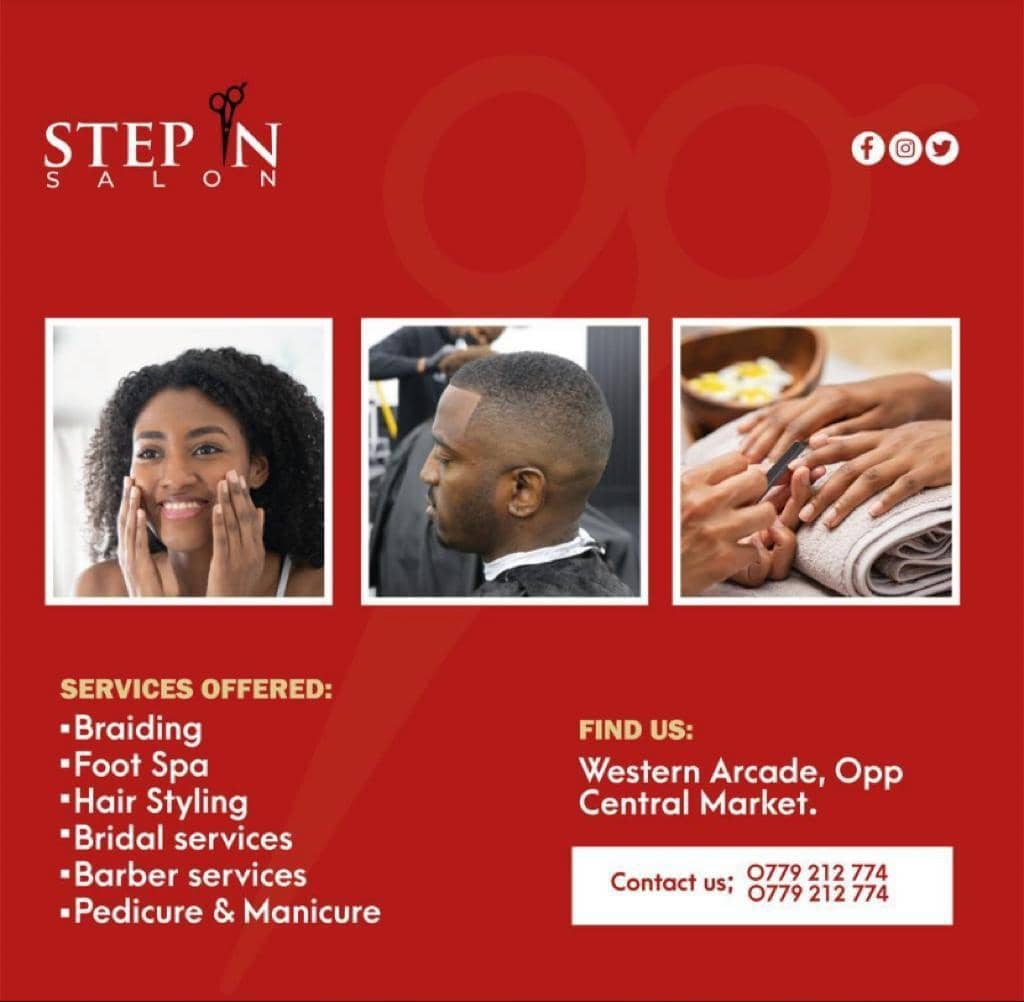 STEP IN
SALON
SERVICES OFFERED:
▪Braiding
▪Foot Spa
▪Hair Styling
▪Bridal services
▪Barber services
▪Pedicure & Manicure
FIND US:
Western Arcade, Opp
Central Market.
Contact us; 0779 212 774
0779 212 774